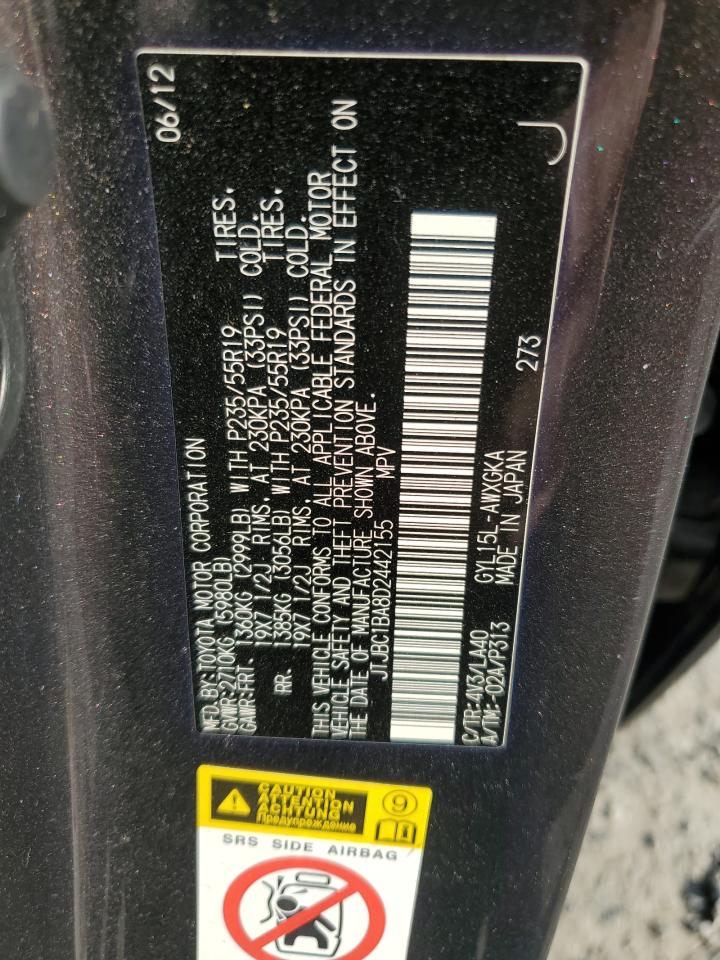 MFD.BY:TOYOTA MOTOR CORPORATION 06/12
GVWR:2710KG (5980LB)
GAWR:FRT. 1360KG (2999LB) WITH P235/55R19 TIRES.
19X7 1/2J RIMS, AT 230KPA (33PSI) COLD.
RR. 1385KG (3056LB) WITH P235/55R19 TIRES.
19X7 1/2J RIMS, AT 230KPA (33PSI) COLD.
THIS VEHICLE CONFORMS TO ALL APPLICABLE FEDERAL MOTOR
VEHICLE SAFETY AND THEFT PREVENTION STANDARDS IN EFFECT ON
THE DATE OF MANUFACTURE SHOWN ABOVE.
JTJBC1BA8D2442155 MPV
C/TR:4V3/LA40 GYL15L-AWXGKA
A/TM:-02A/P313 MADE IN JAPAN
273
J
CAUTION
ATTENTION
ACHTUNG
Предупреждение
9
SRS SIDE AIRBAG